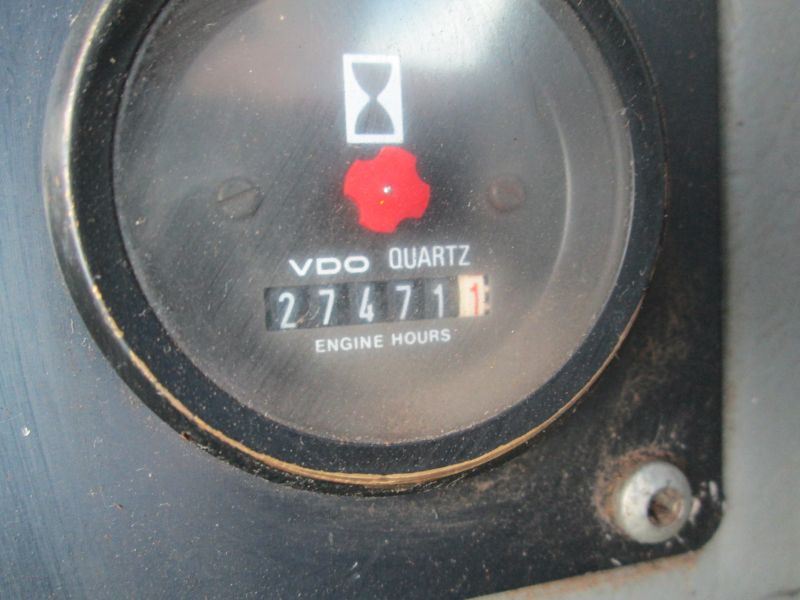 VDO QUARTZ
274711
ENGINE HOURS